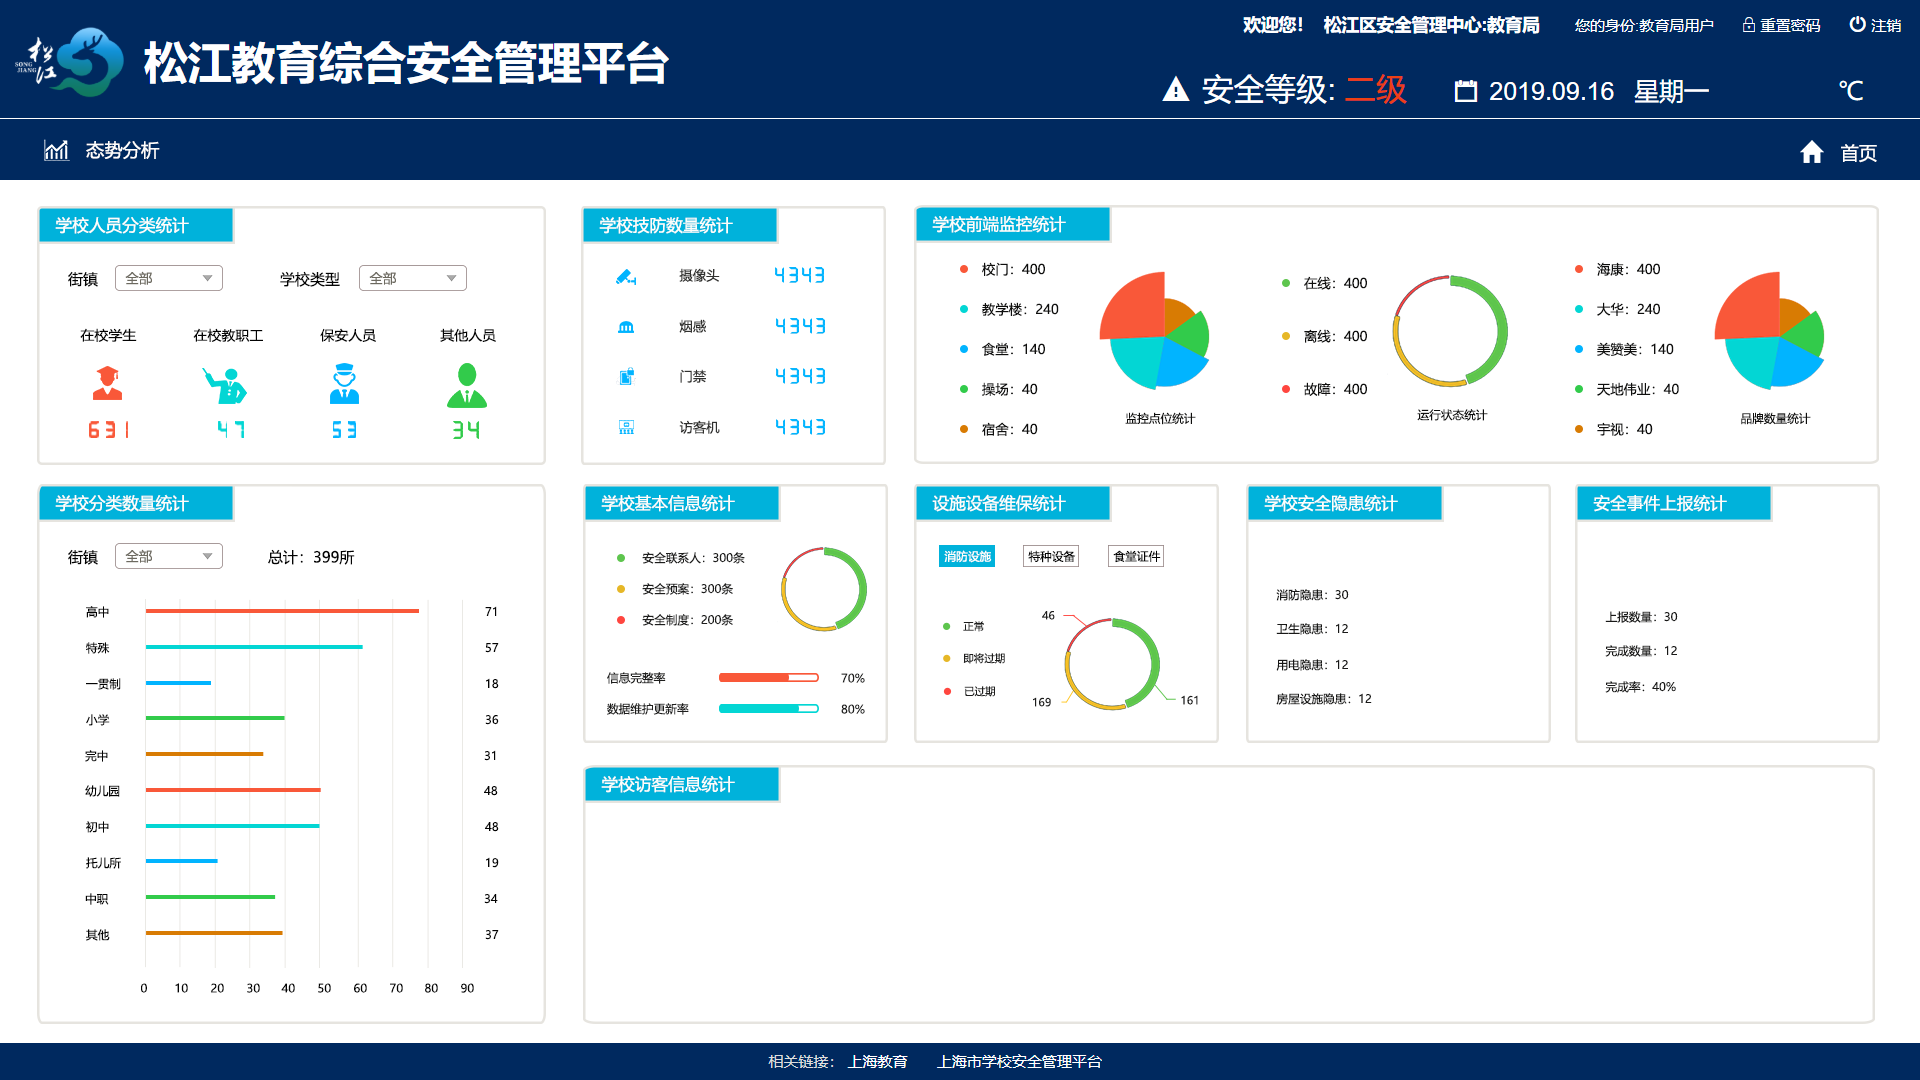 欢迎您! 松江区安全管理中心:教育局 您的身份:教育局用户 重置密码 注销
松江 SONG JIANG
松江教育综合安全管理平台
安全等级: 二级 2019.09.16 星期一 ℃
态势分析 首页
学校人员分类统计
街镇 全部 学校类型 全部
在校学生 在校教职工 保安人员 其他人员
631 47 53 34
学校技防数量统计
摄像头 4343
烟感 4343
门禁 4343
访客机 4343
学校前端监控统计
校门：400
教学楼：240
食堂：140
操场：40
宿舍：40
监控点位统计
在线：400
离线：400
故障：400
运行状态统计
海康：400
大华：240
美赞美：140
天地伟业：40
宇视：40
品牌数量统计
学校分类数量统计
街镇 全部 总计：399所
高中 71
特殊 57
一贯制 18
小学 36
完中 31
幼儿园 48
初中 48
托儿所 19
中职 34
其他 37
0 10 20 30 40 50 60 70 80 90
学校基本信息统计
安全联系人：300条
安全预案：300条
安全制度：200条
信息完整率 70%
数据维护更新率 80%
设施设备维保统计
消防设施 特种设备 食堂证件
正常
即将过期
已过期
46
169
161
学校安全隐患统计
消防隐患：30
卫生隐患：12
用电隐患：12
房屋设施隐患：12
安全事件上报统计
上报数量：30
完成数量：12
完成率：40%
学校访客信息统计
相关链接： 上海教育 上海市学校安全管理平台